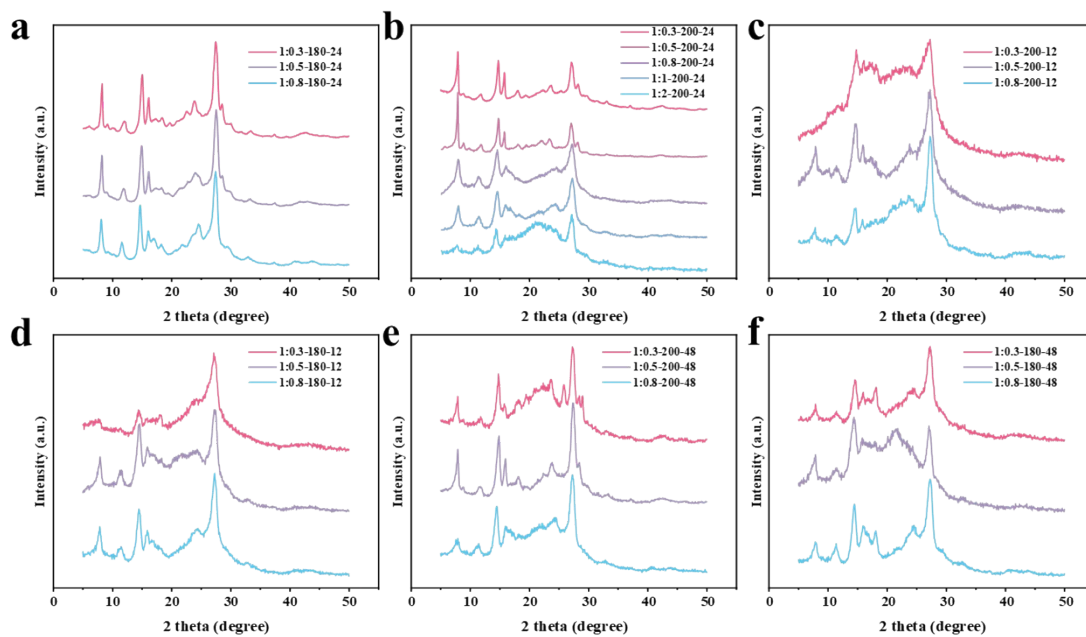 a
1:0.3-180-24
1:0.5-180-24
1:0.8-180-24
Intensity (a.u.)
0 10 20 30 40 50
2 theta (degree)
b
1:0.3-200-24
1:0.5-200-24
1:0.8-200-24
1:1-200-24
1:2-200-24
Intensity (a.u.)
0 10 20 30 40 50
2 theta (degree)
c
1:0.3-200-12
1:0.5-200-12
1:0.8-200-12
Intensity (a.u.)
0 10 20 30 40 50
2 theta (degree)
d
1:0.3-180-12
1:0.5-180-12
1:0.8-180-12
Intensity (a.u.)
0 10 20 30 40 50
2 theta (degree)
e
1:0.3-200-48
1:0.5-200-48
1:0.8-200-48
Intensity (a.u.)
0 10 20 30 40 50
2 theta (degree)
f
1:0.3-180-48
1:0.5-180-48
1:0.8-180-48
Intensity (a.u.)
0 10 20 30 40 50
2 theta (degree)